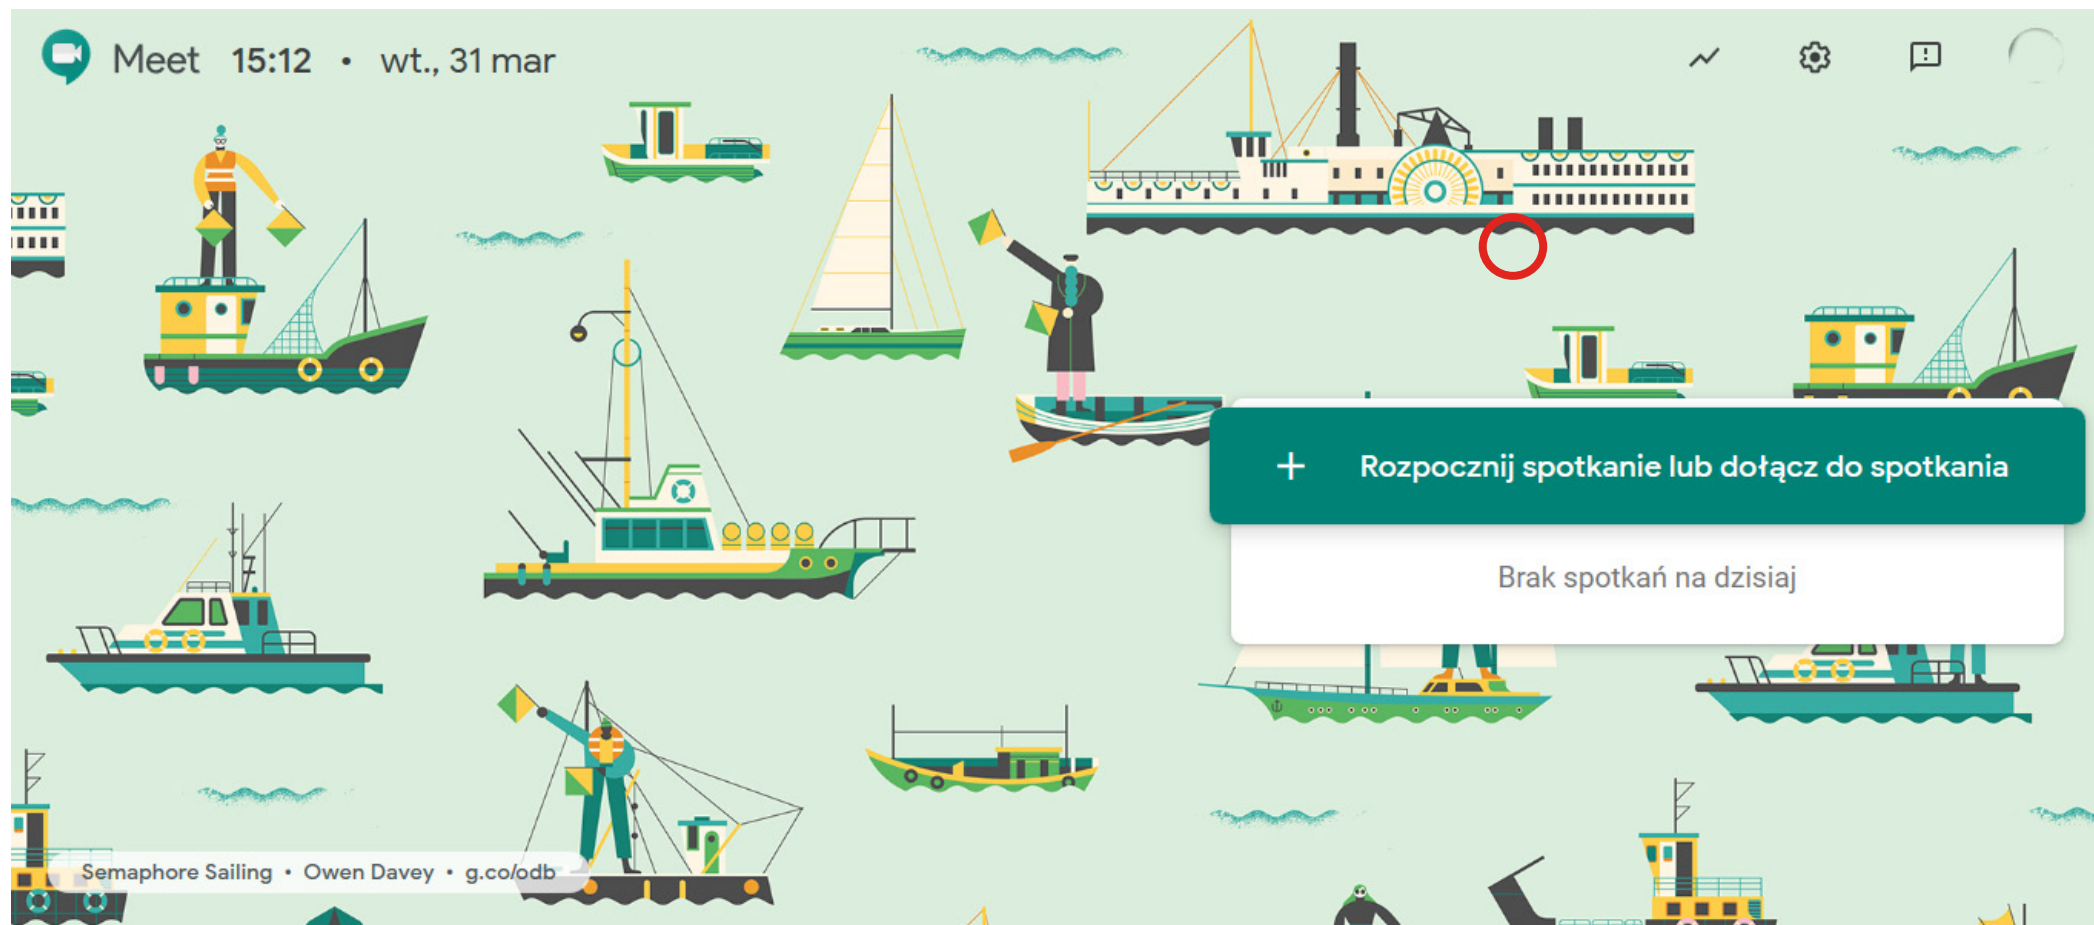 Meet 15:12 • wt., 31 mar
+ Rozpocznij spotkanie lub dołącz do spotkania
Brak spotkań na dzisiaj
Semaphore Sailing • Owen Davey • g.co/odb